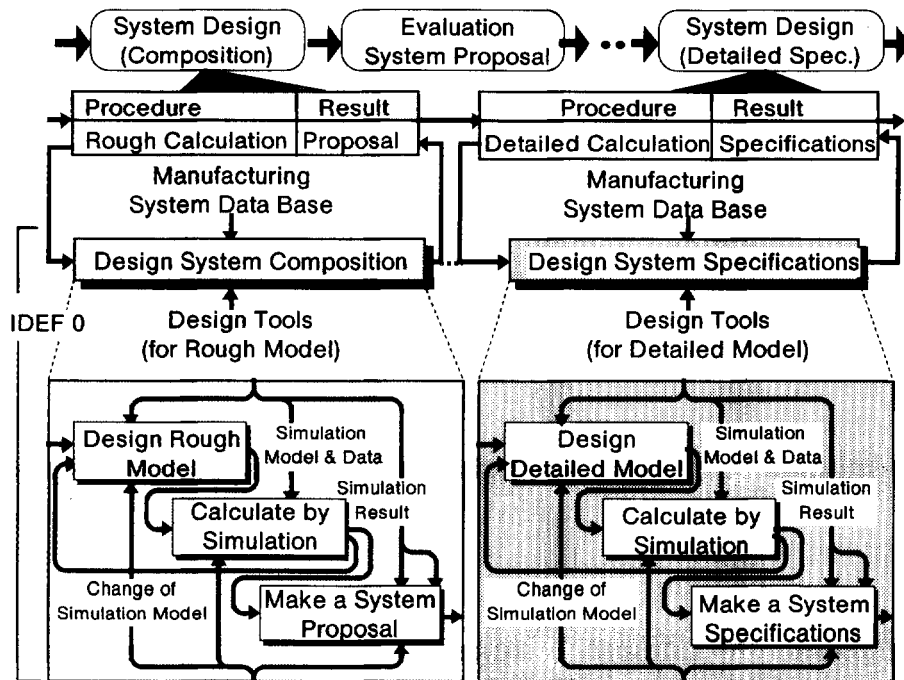 System Design
(Composition)
Evaluation
System Proposal
System Design
(Detailed Spec.)
Procedure Result
Rough Calculation Proposal
Procedure Result
Detailed Calculation Specifications
Manufacturing
System Data Base
Manufacturing
System Data Base
Design System Composition
Design System Specifications
IDEF 0
Design Tools
(for Rough Model)
Design Tools
(for Detailed Model)
Design Rough
Model
Simulation
Model & Data
Simulation
Result
Calculate by
Simulation
Change of
Simulation Model
Make a System
Proposal
Design
Detailed Model
Simulation
Model & Data
Simulation
Result
Calculate by
Simulation
Change of
Simulation Model
Make a System
Specifications